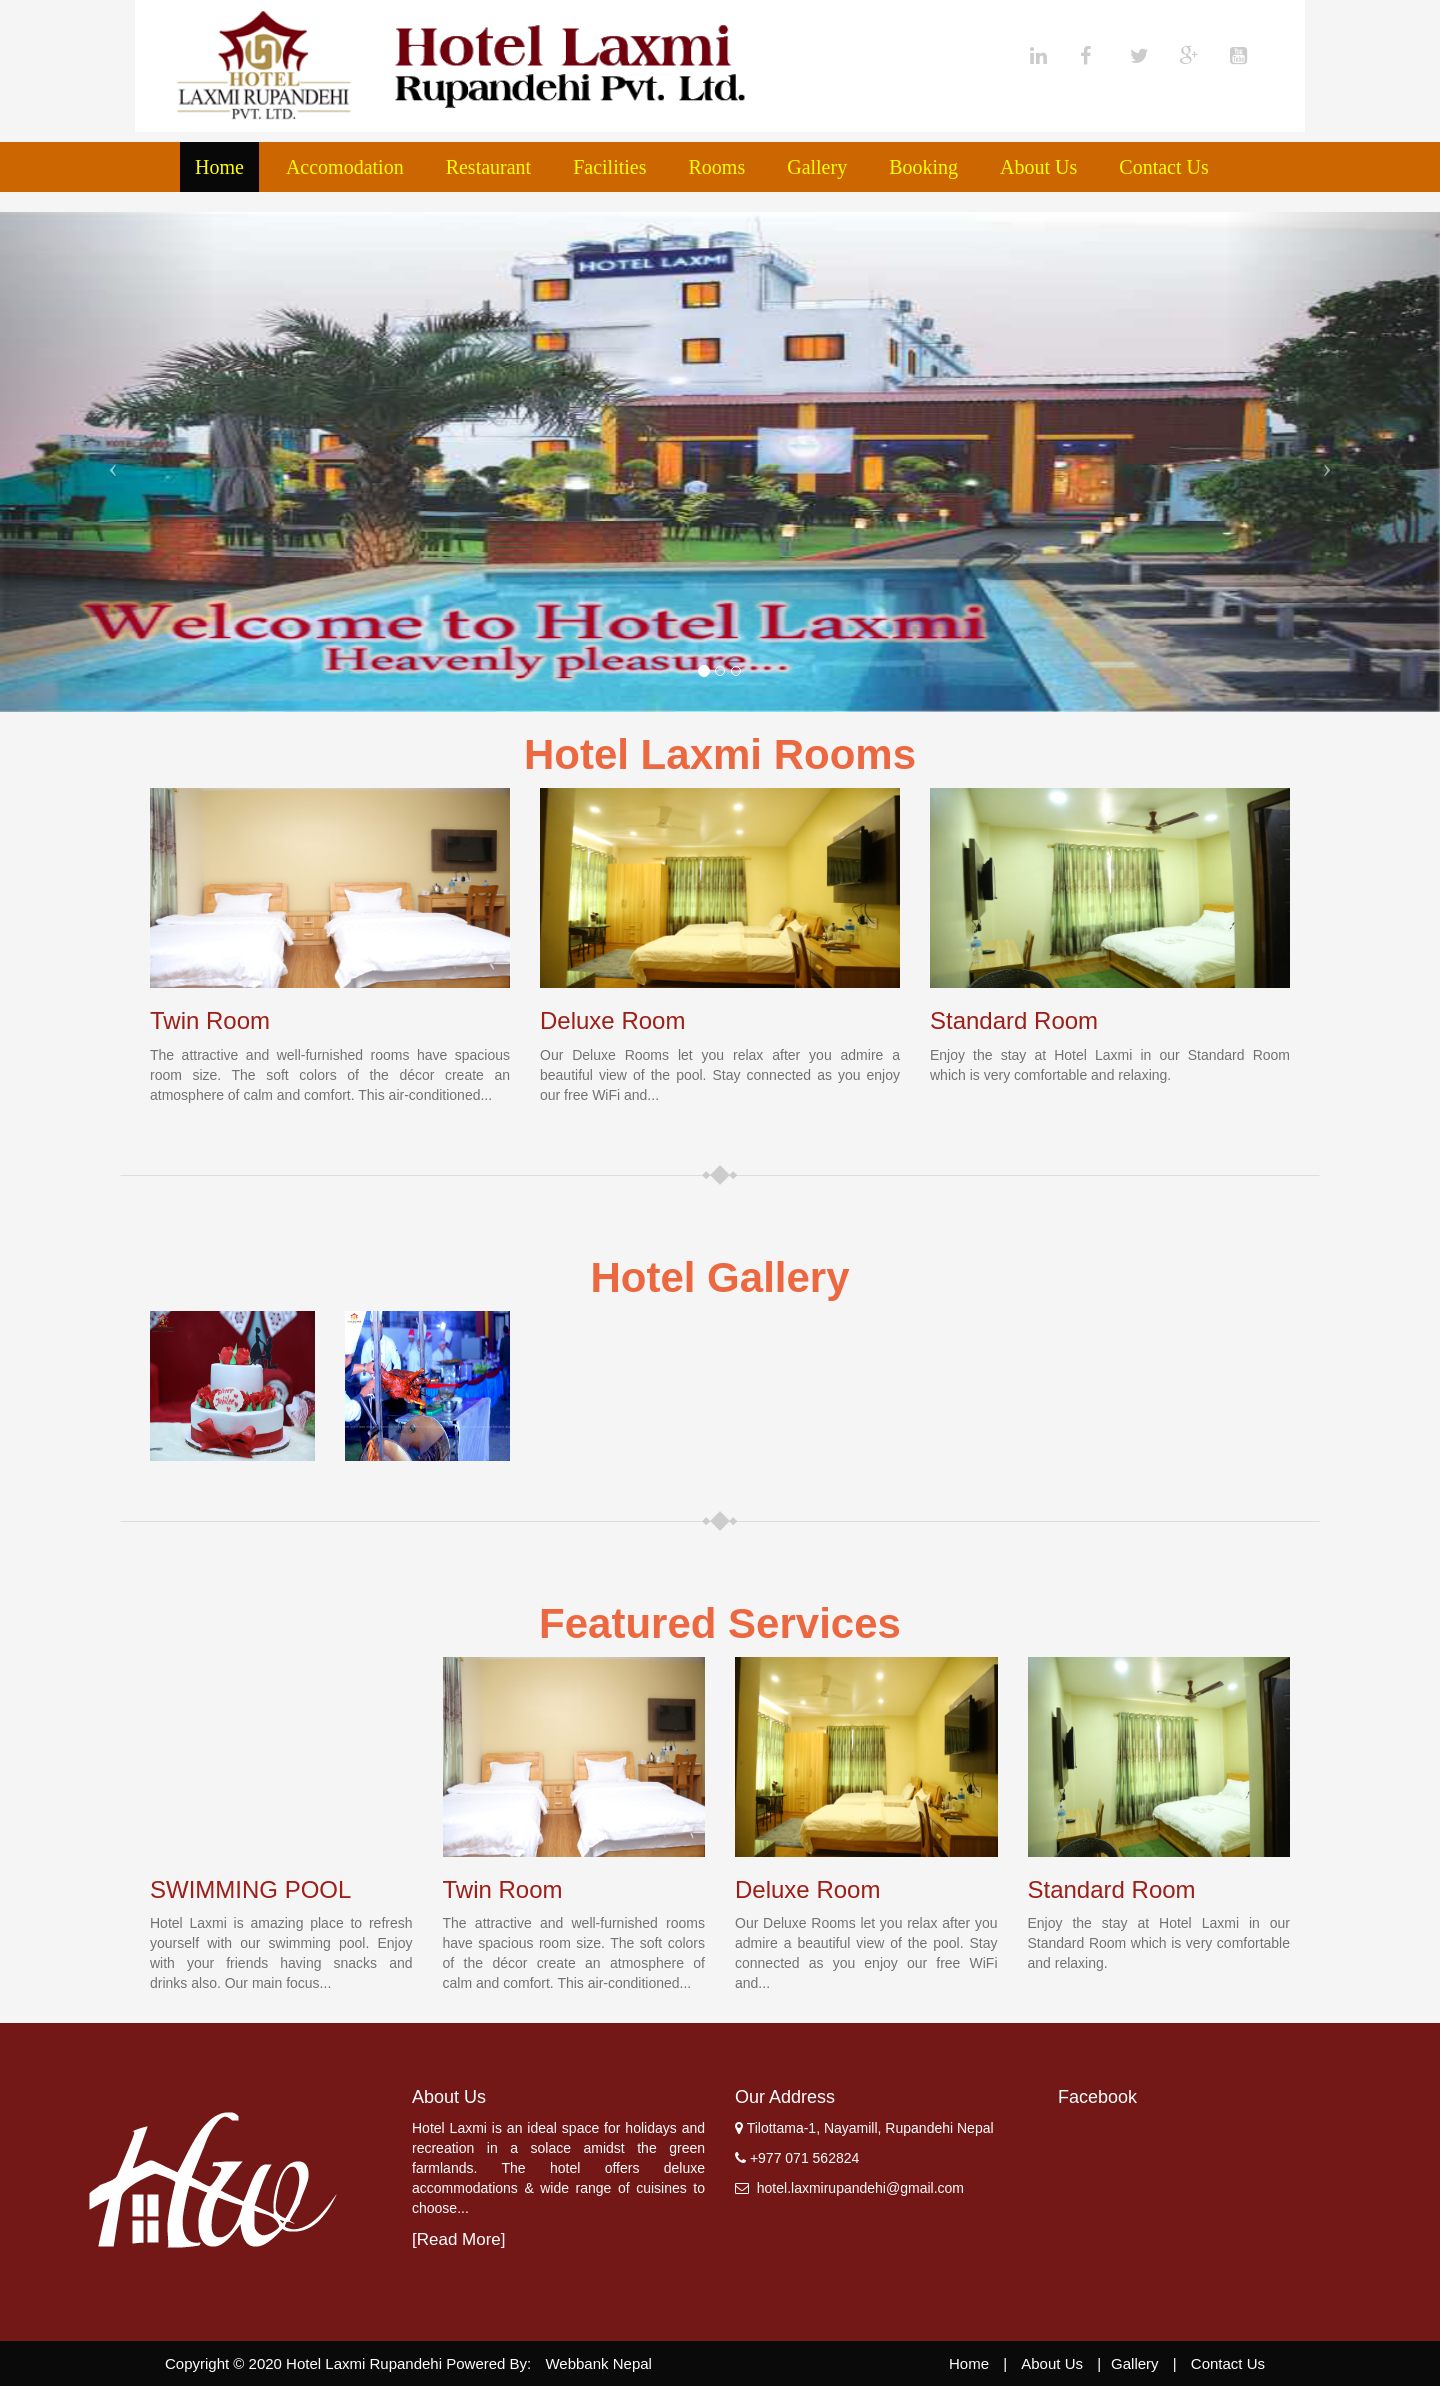 HOTEL
LAXMI RUPANDEHI
PVT. LTD.
Hotel Laxmi
Rupandehi Pvt. Ltd.
Home Accomodation Restaurant Facilities Rooms Gallery Booking About Us Contact Us
HOTEL LAXMI
Welcome to Hotel Laxmi
Heavenly pleasure...
Hotel Laxmi Rooms
Twin Room
The attractive and well-furnished rooms have spacious
room size. The soft colors of the décor create an
atmosphere of calm and comfort. This air-conditioned...
Deluxe Room
Our Deluxe Rooms let you relax after you admire a
beautiful view of the pool. Stay connected as you enjoy
our free WiFi and...
Standard Room
Enjoy the stay at Hotel Laxmi in our Standard Room
which is very comfortable and relaxing.
Hotel Gallery
Featured Services
SWIMMING POOL
Hotel Laxmi is amazing place to refresh
yourself with our swimming pool. Enjoy
with your friends having snacks and
drinks also. Our main focus...
Twin Room
The attractive and well-furnished rooms
have spacious room size. The soft colors
of the décor create an atmosphere of
calm and comfort. This air-conditioned...
Deluxe Room
Our Deluxe Rooms let you relax after you
admire a beautiful view of the pool. Stay
connected as you enjoy our free WiFi
and...
Standard Room
Enjoy the stay at Hotel Laxmi in our
Standard Room which is very comfortable
and relaxing.
About Us
Hotel Laxmi is an ideal space for holidays and
recreation in a solace amidst the green
farmlands. The hotel offers deluxe
accommodations & wide range of cuisines to
choose...
[Read More]
Our Address
Tilottama-1, Nayamill, Rupandehi Nepal
+977 071 562824
hotel.laxmirupandehi@gmail.com
Facebook
Copyright © 2020 Hotel Laxmi Rupandehi Powered By: Webbank Nepal
Home | About Us | Gallery | Contact Us